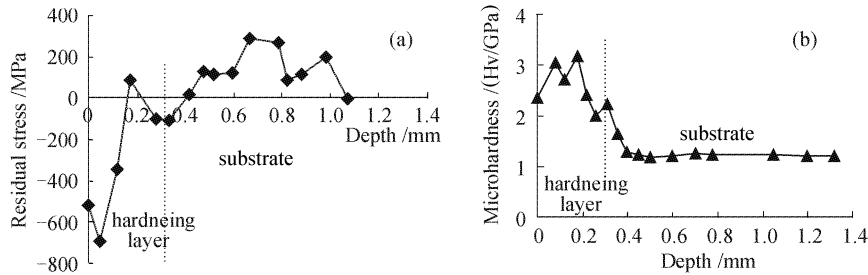 (a)
Residual stress /MPa
400
200
0
−200
−400
−600
−800
0
0.2
0.4
0.6
0.8
1.0
1.2
1.4
Depth /mm
substrate
hardneing
layer
(b)
Microhardness /(Hv/GPa)
4
3
2
1
0
0
0.2
0.4
0.6
0.8
1.0
1.2
1.4
Depth /mm
substrate
hardneing
layer